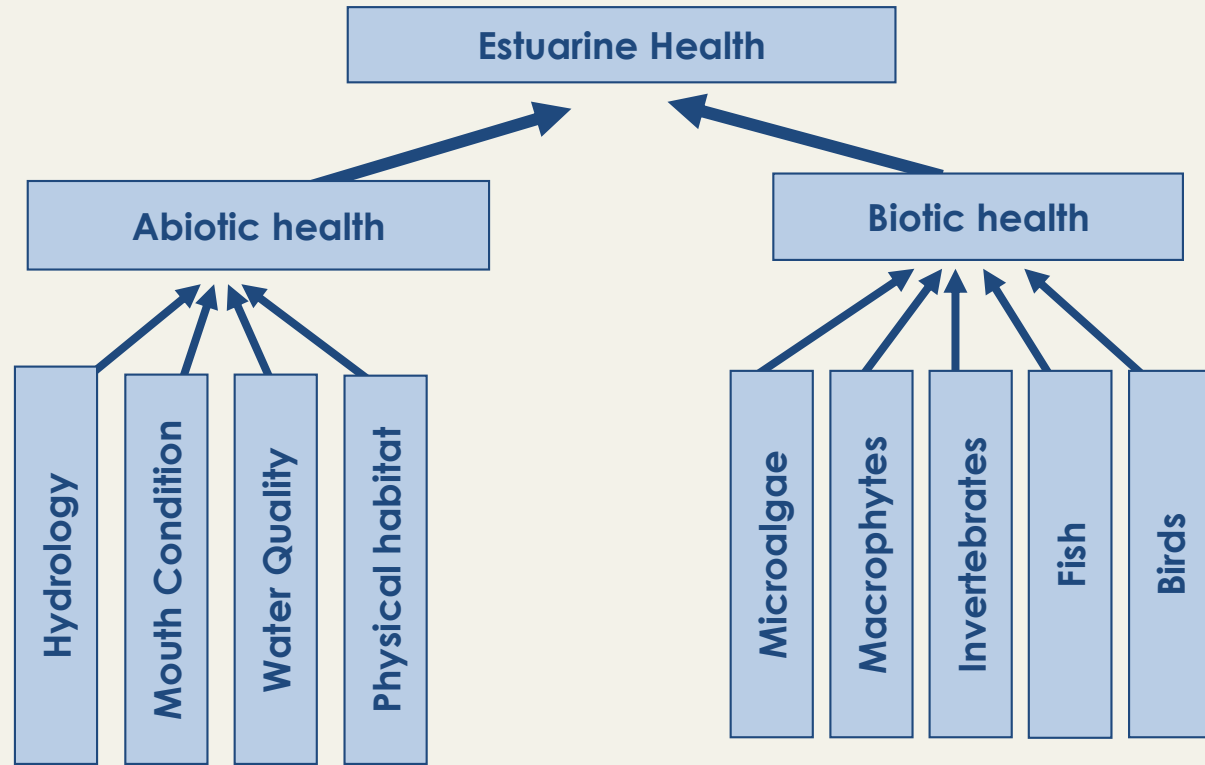 Estuarine Health
Abiotic health
Biotic health
Hydrology
Mouth Condition
Water Quality
Physical habitat
Microalgae
Macrophytes
Invertebrates
Fish
Birds